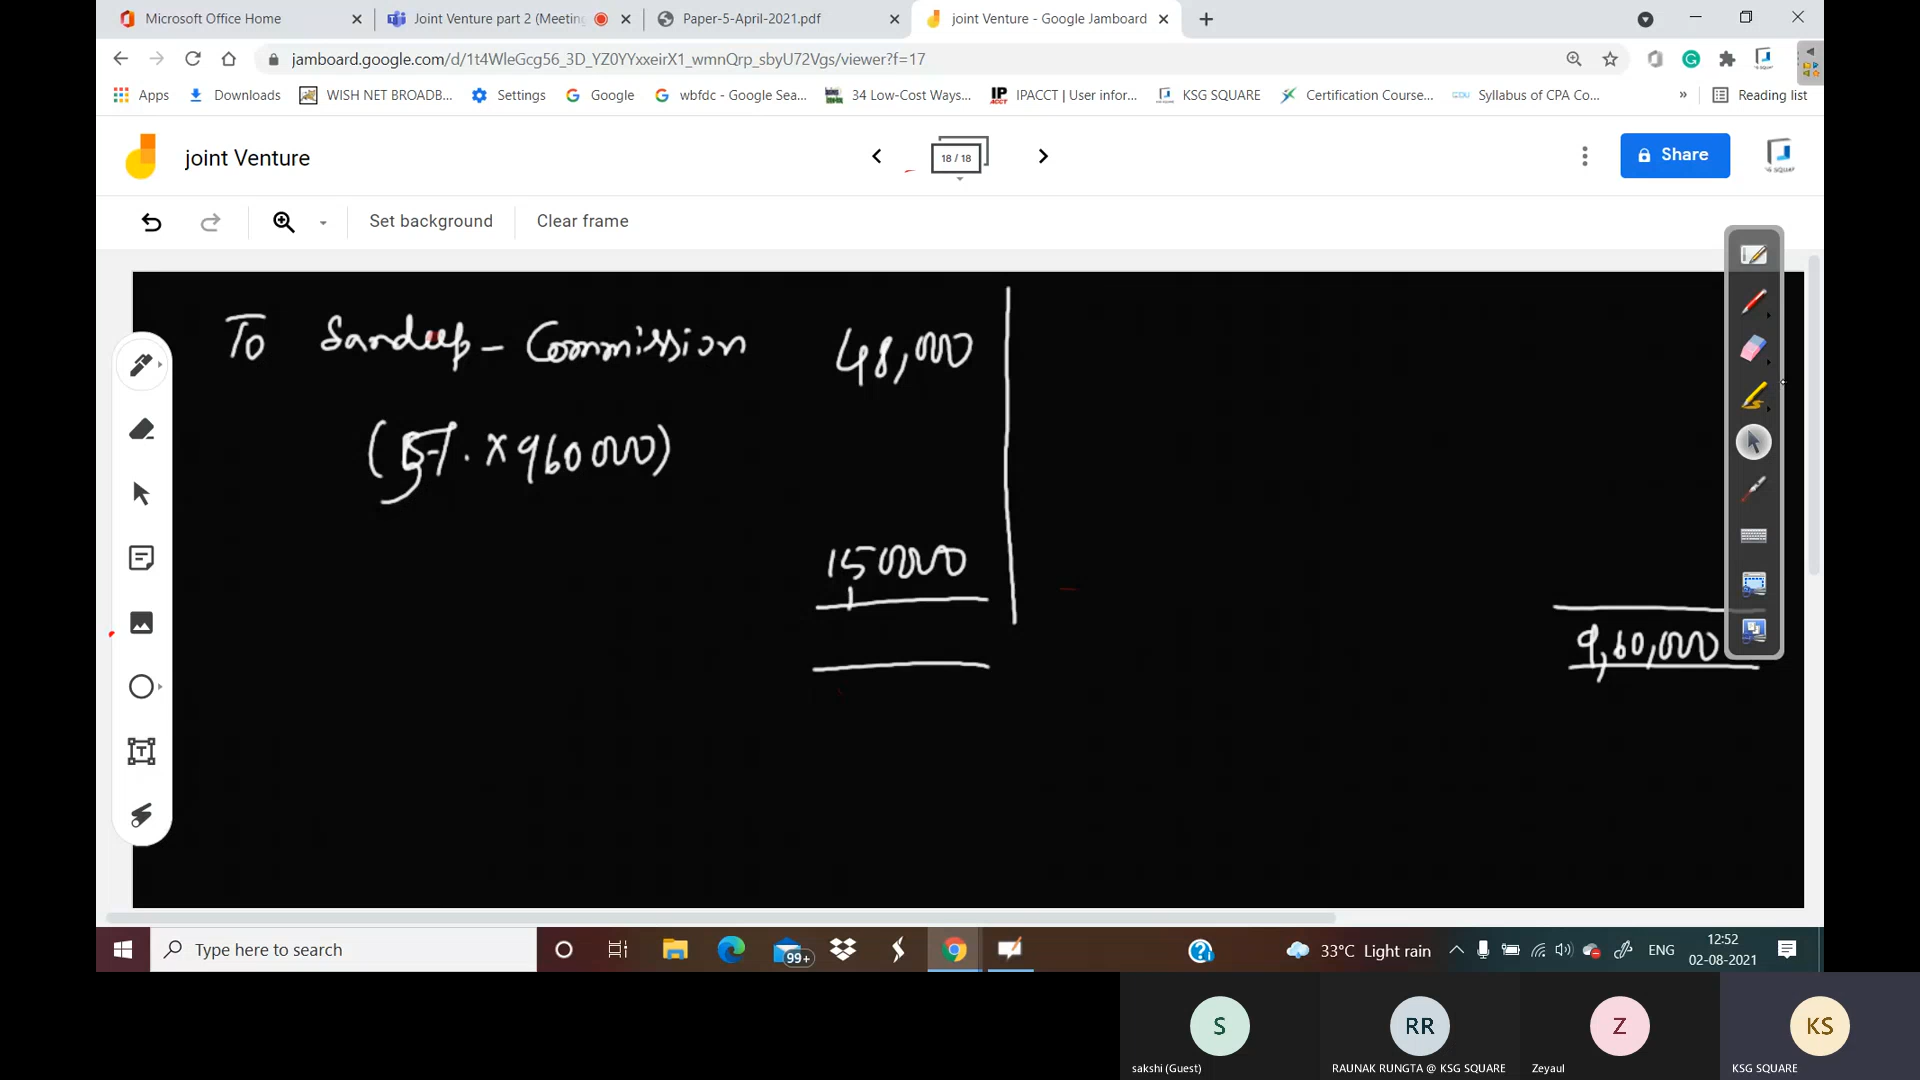 Microsoft Office Home
Joint Venture part 2 (Meetin
Paper-5-April-2021.pdf
joint Venture - Google Jamboard
jamboard.google.com/d/1t4WleGcg56_3D_YZ0YYxxeirX1_wmnQrp_sbyU72Vgs/viewer?f=17
Apps
Downloads
WISH NET BROADB...
Settings
Google
wbfdc - Google Sea...
34 Low-Cost Ways...
IP
ACCT
IPACCT | User infor...
KSG SQUARE
Certification Course...
Syllabus of CPA Co...
»
Reading list
joint Venture
18 / 18
Share
Set background
Clear frame
To Sandeep - Commission 48,000
(5%. x 960000)
150000
9,60,000
Type here to search
99+
33°C Light rain
ENG
12:52
02-08-2021
S
RR
Z
KS
sakshi (Guest)
RAUNAK RUNGTA @ KSG SQUARE
Zeyaul
KSG SQUARE